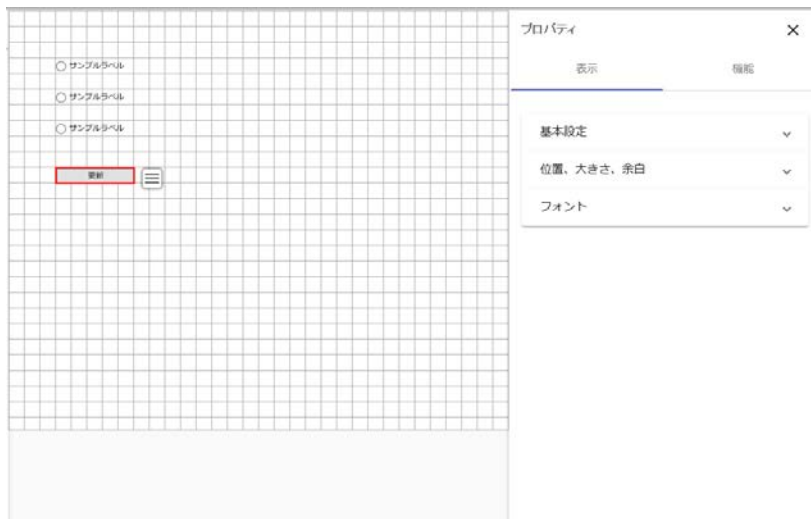 プロパティ
表示
機能
サンプルラベル
サンプルラベル
サンプルラベル
更新
基本設定
位置、大きさ、余白
フォント